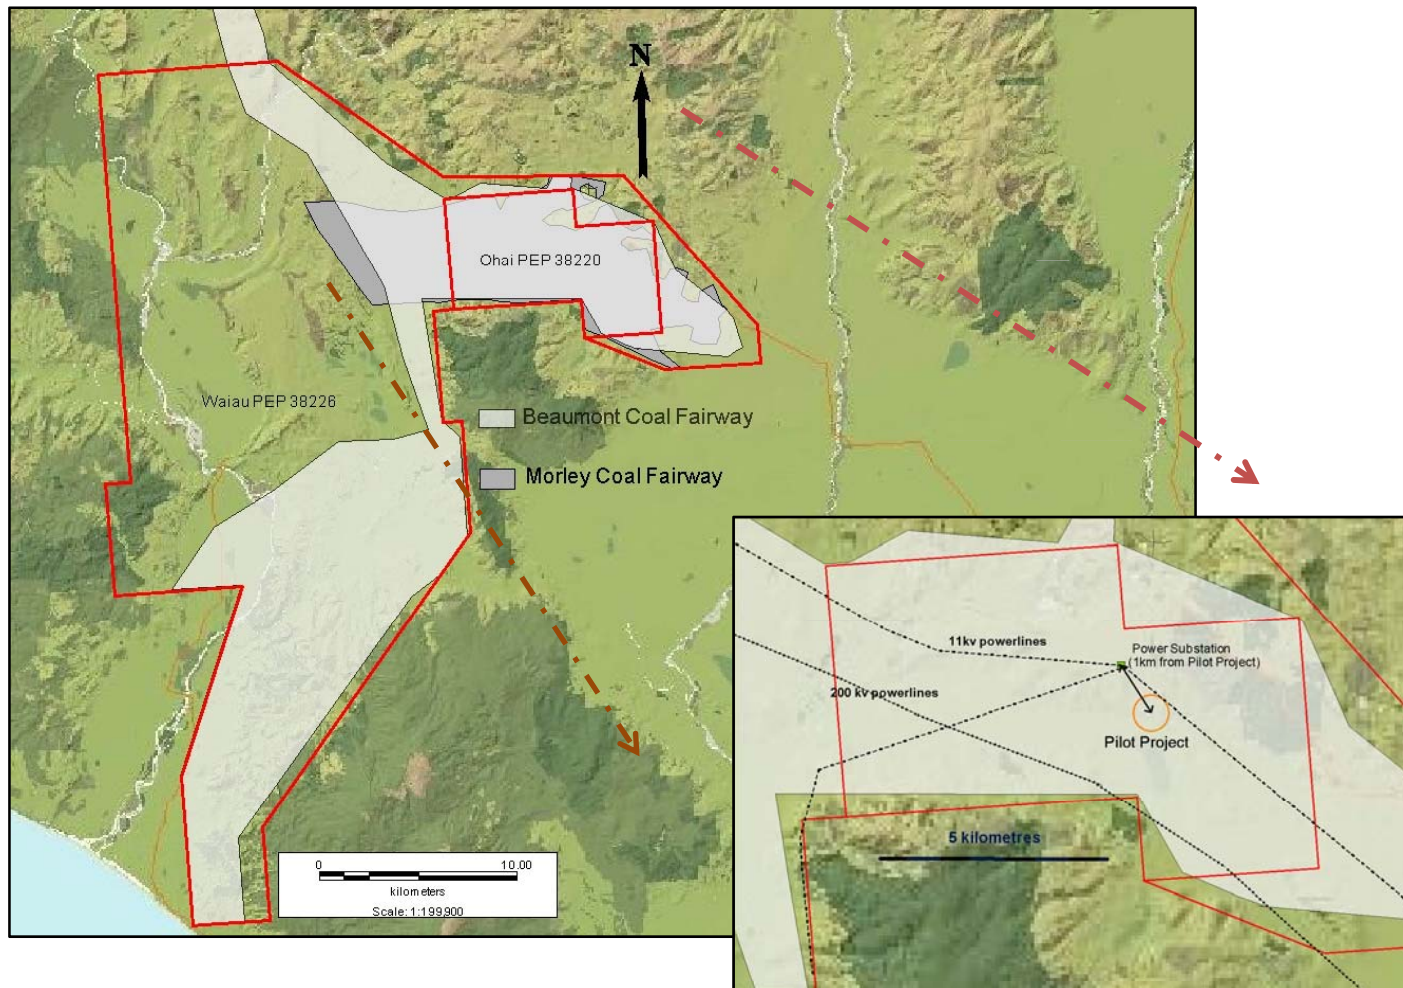 N
Ohai PEP 38220
Waiau PEP 38226
Beaumont Coal Fairway
Morley Coal Fairway
0 10.00
kilometers
Scale: 1:199,900
11kv powerlines
Power Substation
(1km from Pilot Project)
200 kv powerlines
Pilot Project
5 kilometres